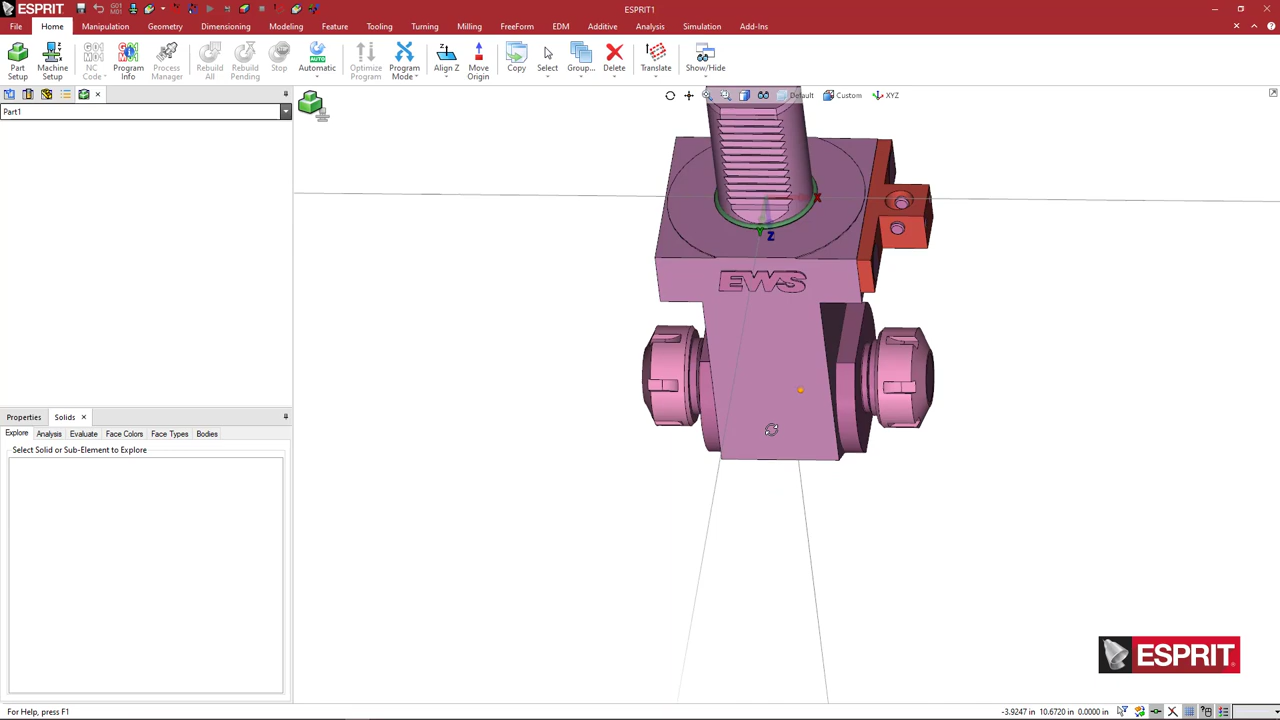 ESPRIT
ESPRIT1
File Home Manipulation Geometry Dimensioning Modeling Feature Tooling Turning Milling FreeForm EDM Additive Analysis Simulation Add-Ins
Part Setup
Machine Setup
G01 M01 NC Code
Program Info
Process Manager
Rebuild All
Rebuild Pending
Stop
AUTO Automatic
Optimize Program
Program Mode
Align Z
Move Origin
Copy
Select
Group...
Delete
Translate
Show/Hide
Part1
Default Custom XYZ
X
Y
Z
EWS
Properties Solids
Explore Analysis Evaluate Face Colors Face Types Bodies
Select Solid or Sub-Element to Explore
ESPRIT.
For Help, press F1
-3.9247 in 10.6720 in 0.0000 in